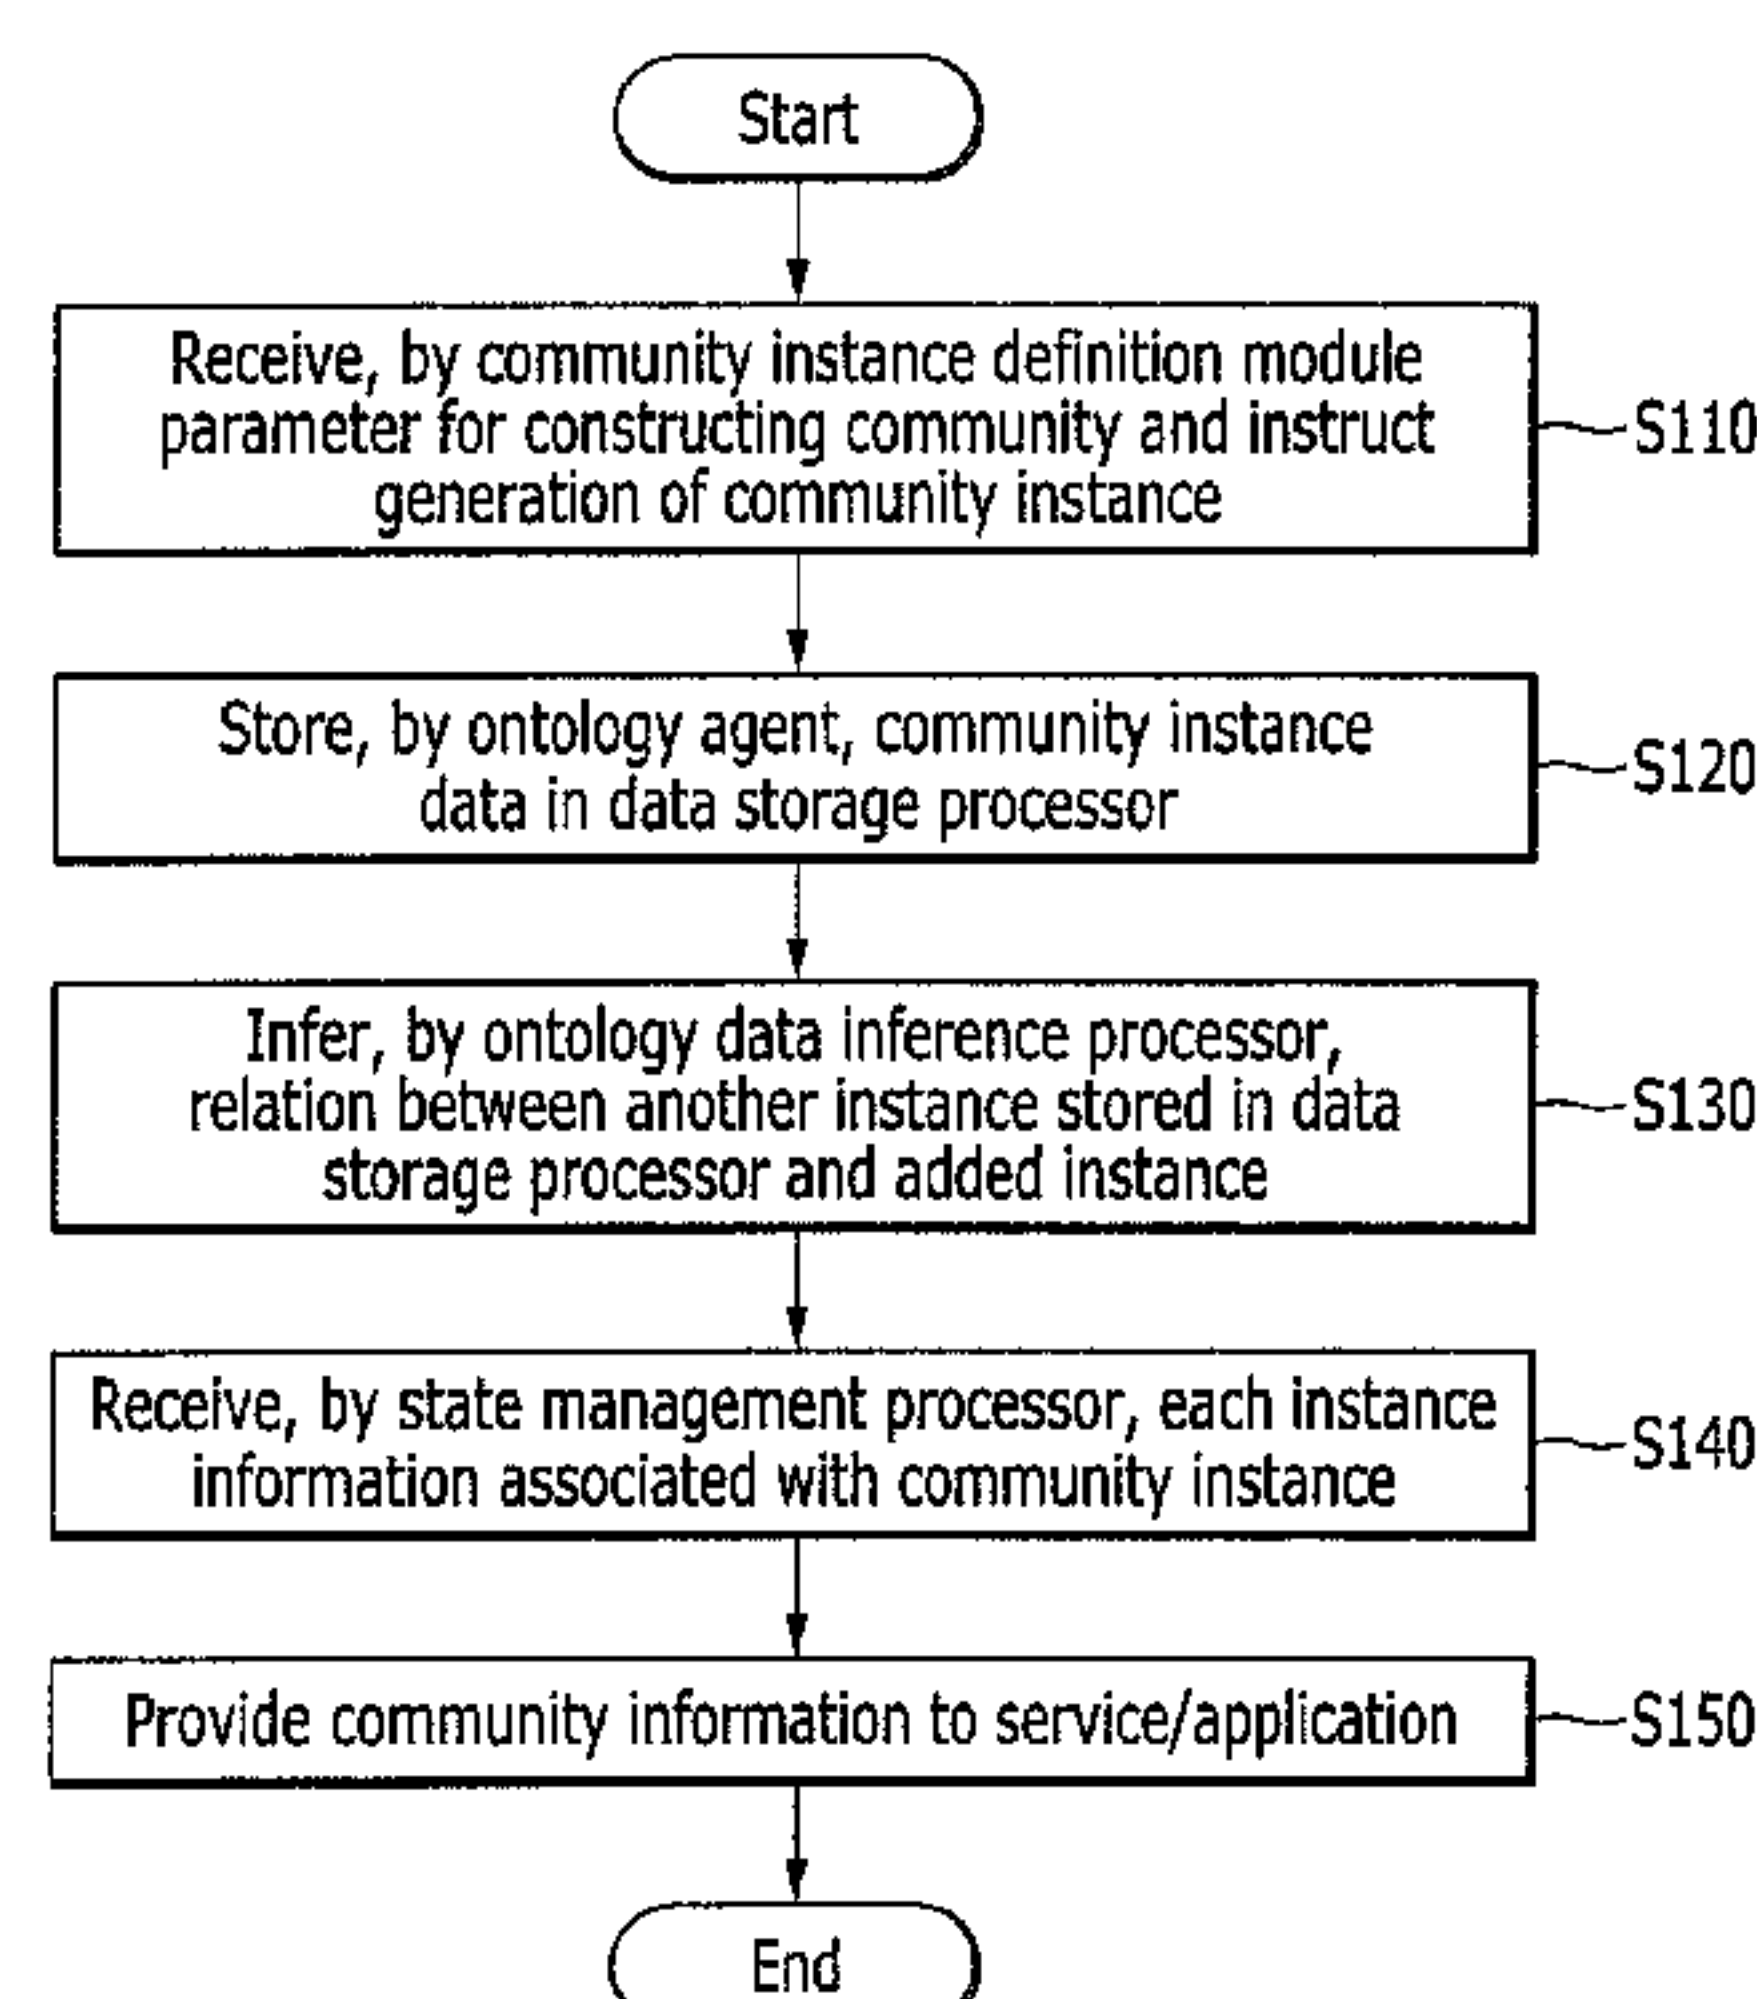 Start
Receive, by community instance definition module
parameter for constructing community and instruct
generation of community instance
S110
Store, by ontology agent, community instance
data in data storage processor
S120
Infer, by ontology data inference processor,
relation between another instance stored in data
storage processor and added instance
S130
Receive, by state management processor, each instance
information associated with community instance
S140
Provide community information to service/application
S150
End